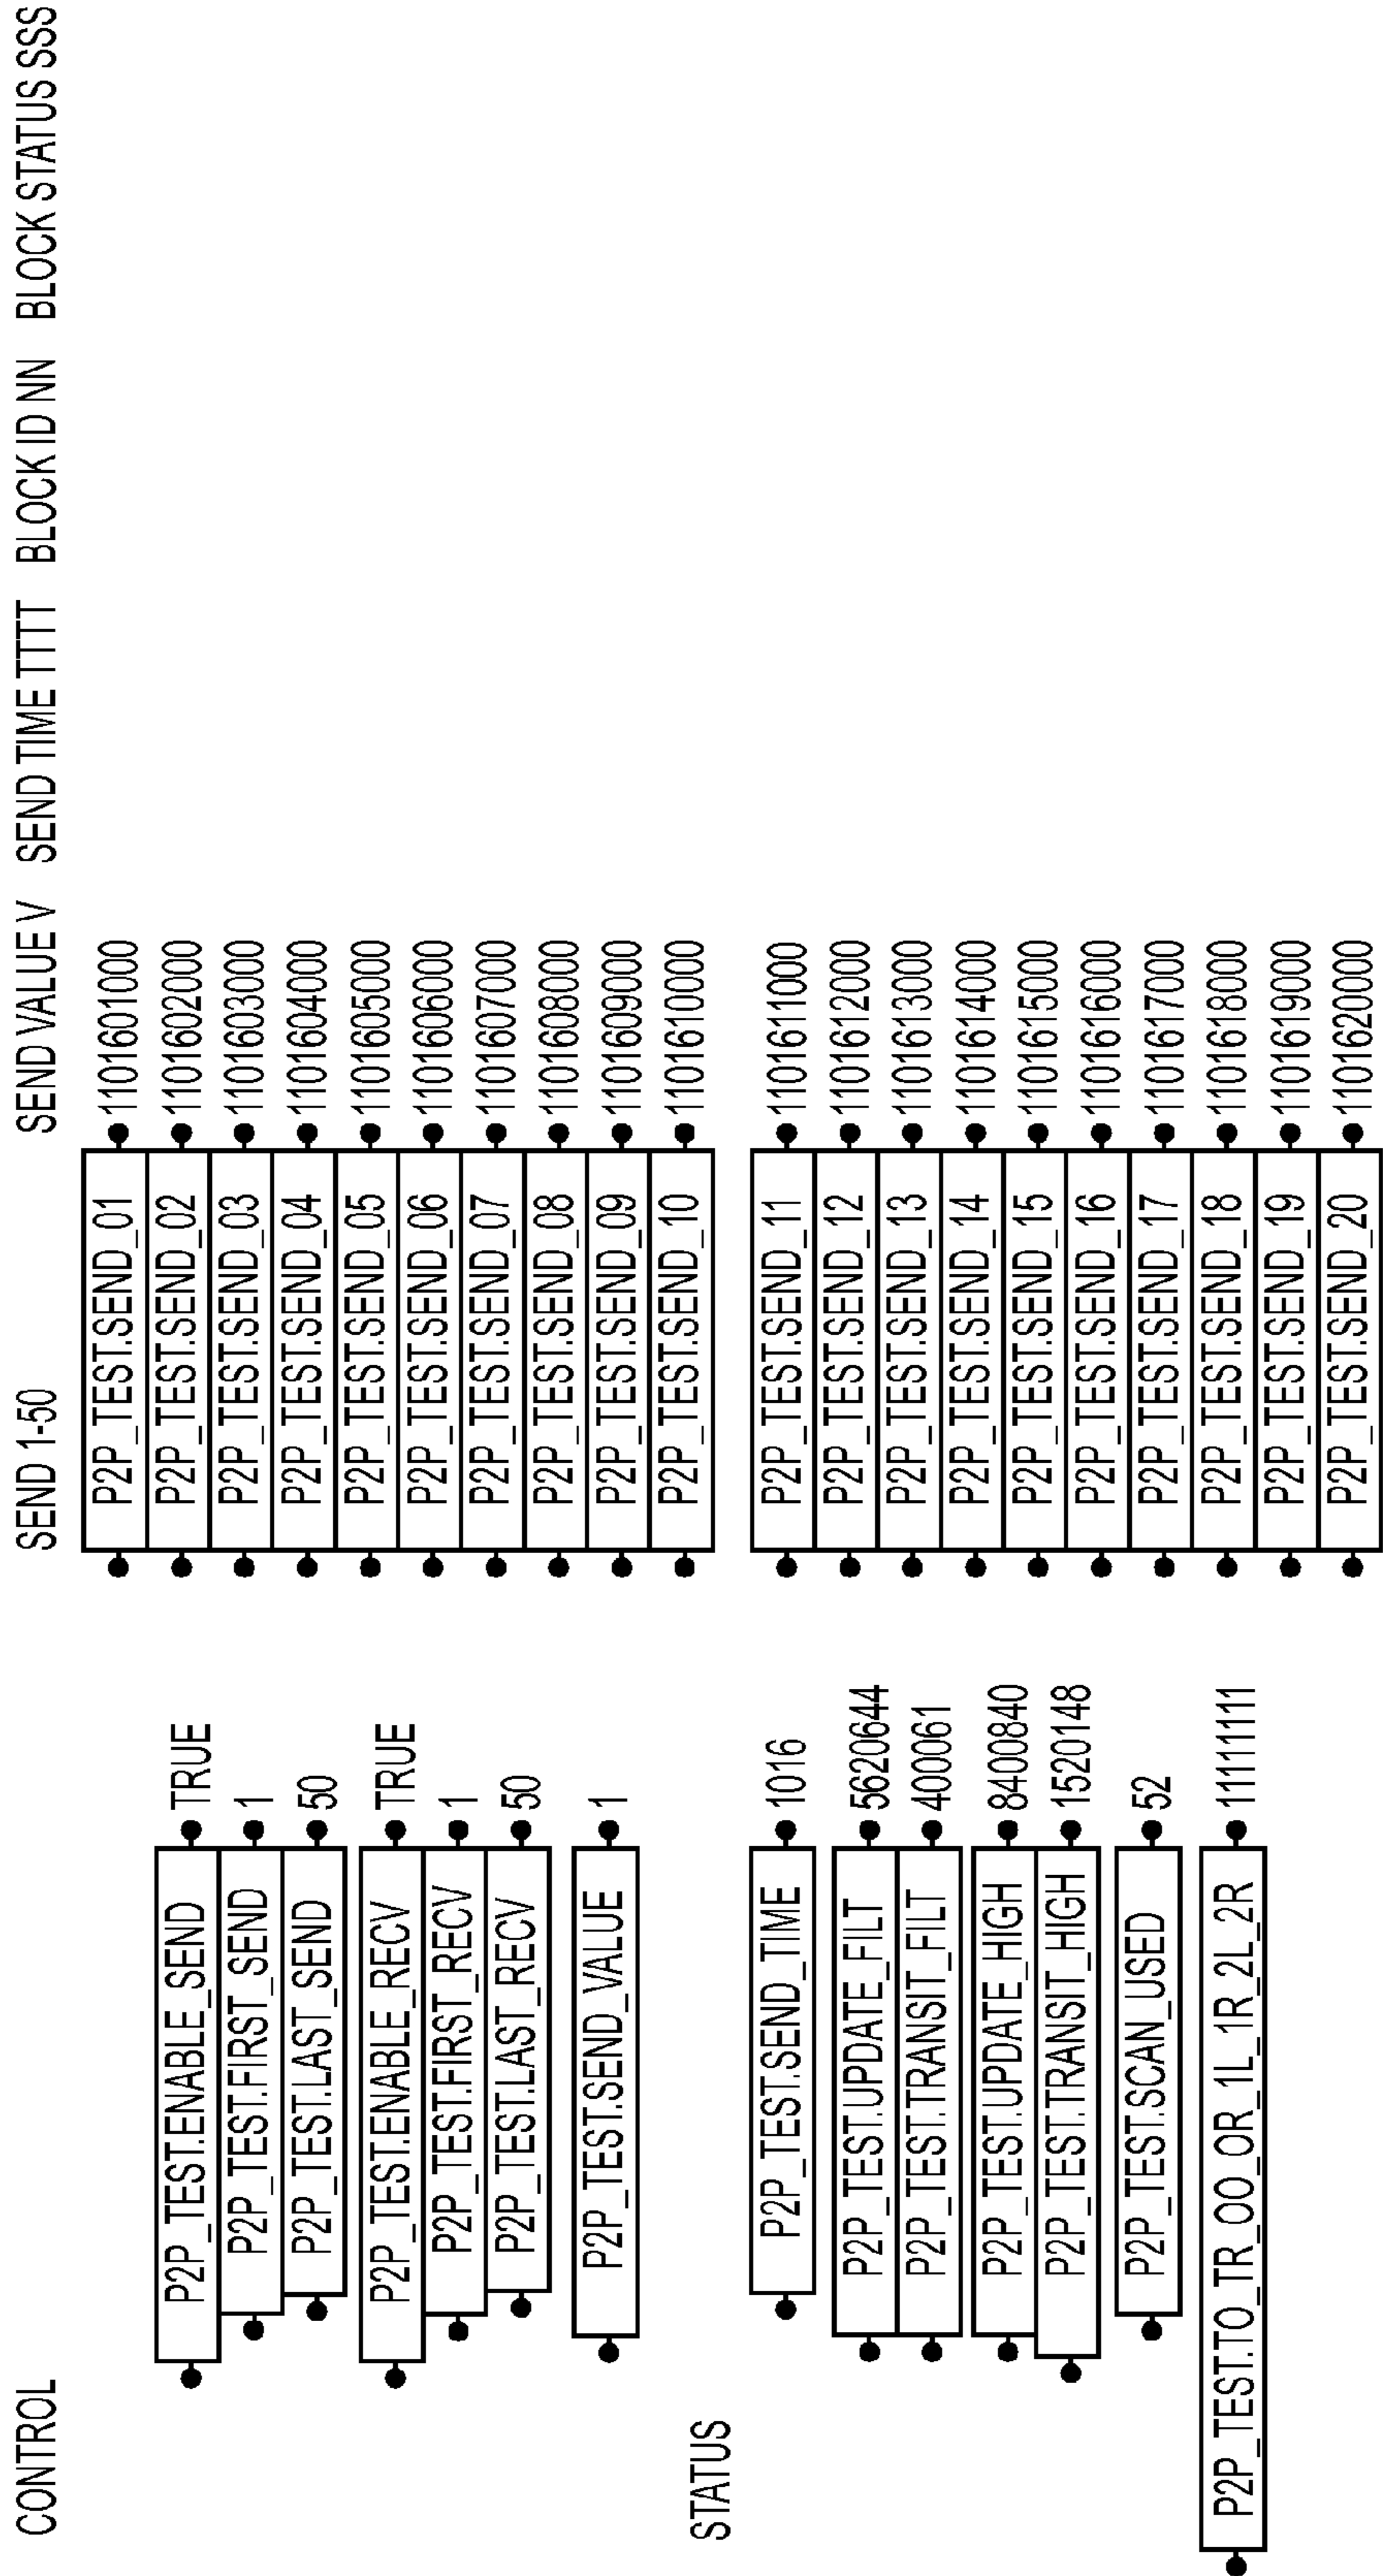 CONTROL
P2P_TEST.ENABLE_SEND TRUE
P2P_TEST.FIRST_SEND 1
P2P_TEST.LAST_SEND 50
P2P_TEST.ENABLE_RECV TRUE
P2P_TEST.FIRST_RECV 1
P2P_TEST.LAST_RECV 50
P2P_TEST.SEND_VALUE 1
STATUS
P2P_TEST.SEND_TIME 1016
P2P_TEST.UPDATE_FILT 5620644
P2P_TEST.TRANSIT_FILT 400061
P2P_TEST.UPDATE_HIGH 8400840
P2P_TEST.TRANSIT_HIGH 1520148
P2P_TEST.SCAN_USED 52
P2P_TEST.TO_TR_OO_OR_1L_1R_2L_2R 11111111
SEND 1-50 SEND VALUE V SEND TIME TTTT BLOCK ID NN BLOCK STATUS SSS
P2P_TEST.SEND_01 1101601000
P2P_TEST.SEND_02 1101602000
P2P_TEST.SEND_03 1101603000
P2P_TEST.SEND_04 1101604000
P2P_TEST.SEND_05 1101605000
P2P_TEST.SEND_06 1101606000
P2P_TEST.SEND_07 1101607000
P2P_TEST.SEND_08 1101608000
P2P_TEST.SEND_09 1101609000
P2P_TEST.SEND_10 1101610000
P2P_TEST.SEND_11 1101611000
P2P_TEST.SEND_12 1101612000
P2P_TEST.SEND_13 1101613000
P2P_TEST.SEND_14 1101614000
P2P_TEST.SEND_15 1101615000
P2P_TEST.SEND_16 1101616000
P2P_TEST.SEND_17 1101617000
P2P_TEST.SEND_18 1101618000
P2P_TEST.SEND_19 1101619000
P2P_TEST.SEND_20 1101620000